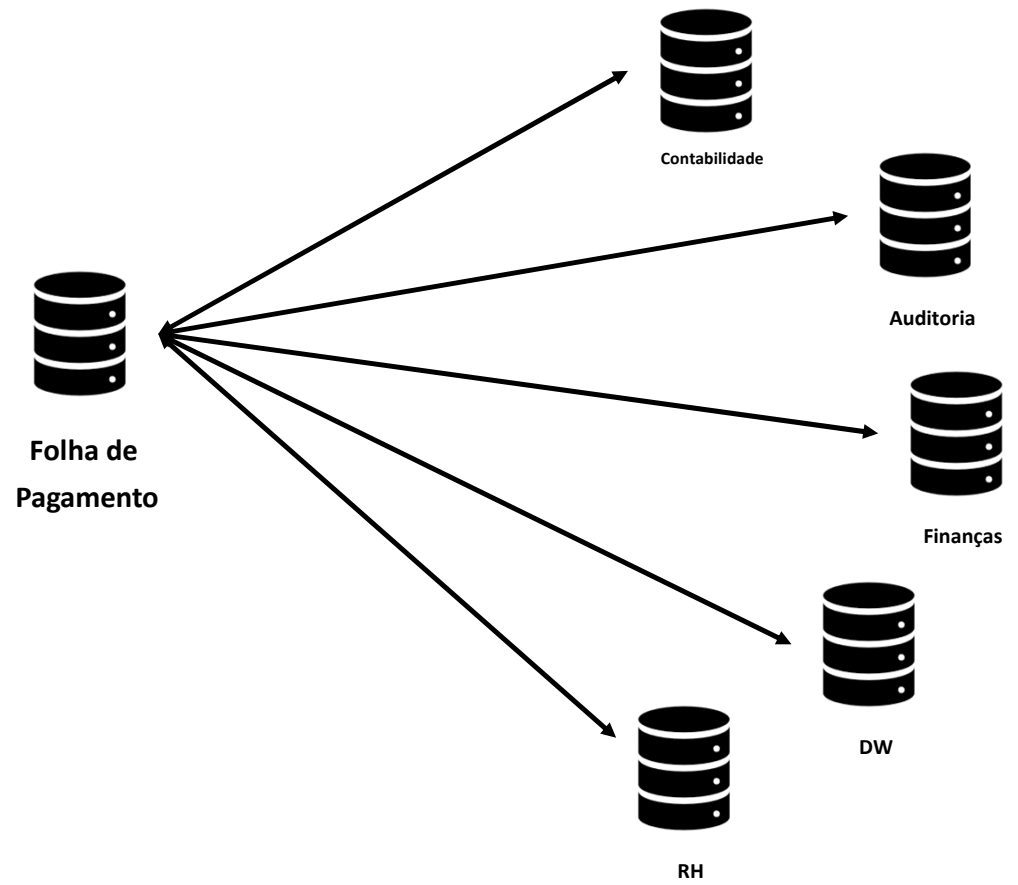 Contabilidade
Auditoria
Folha de
Pagamento
Finanças
DW
RH